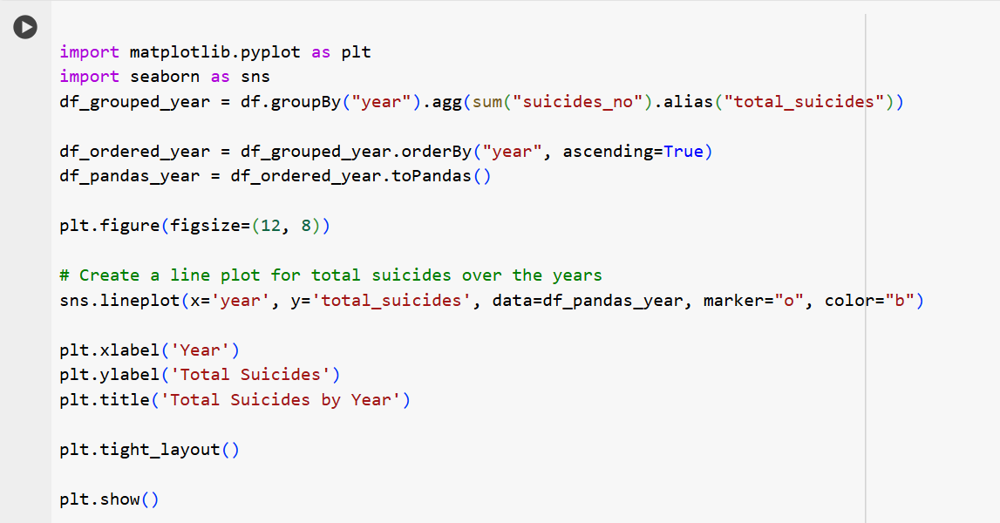 import matplotlib.pyplot as plt
import seaborn as sns
df_grouped_year = df.groupBy("year").agg(sum("suicides_no").alias("total_suicides"))
df_ordered_year = df_grouped_year.orderBy("year", ascending=True)
df_pandas_year = df_ordered_year.toPandas()
plt.figure(figsize=(12, 8))
# Create a line plot for total suicides over the years
sns.lineplot(x='year', y='total_suicides', data=df_pandas_year, marker="o", color="b")
plt.xlabel('Year')
plt.ylabel('Total Suicides')
plt.title('Total Suicides by Year')
plt.tight_layout()
plt.show()